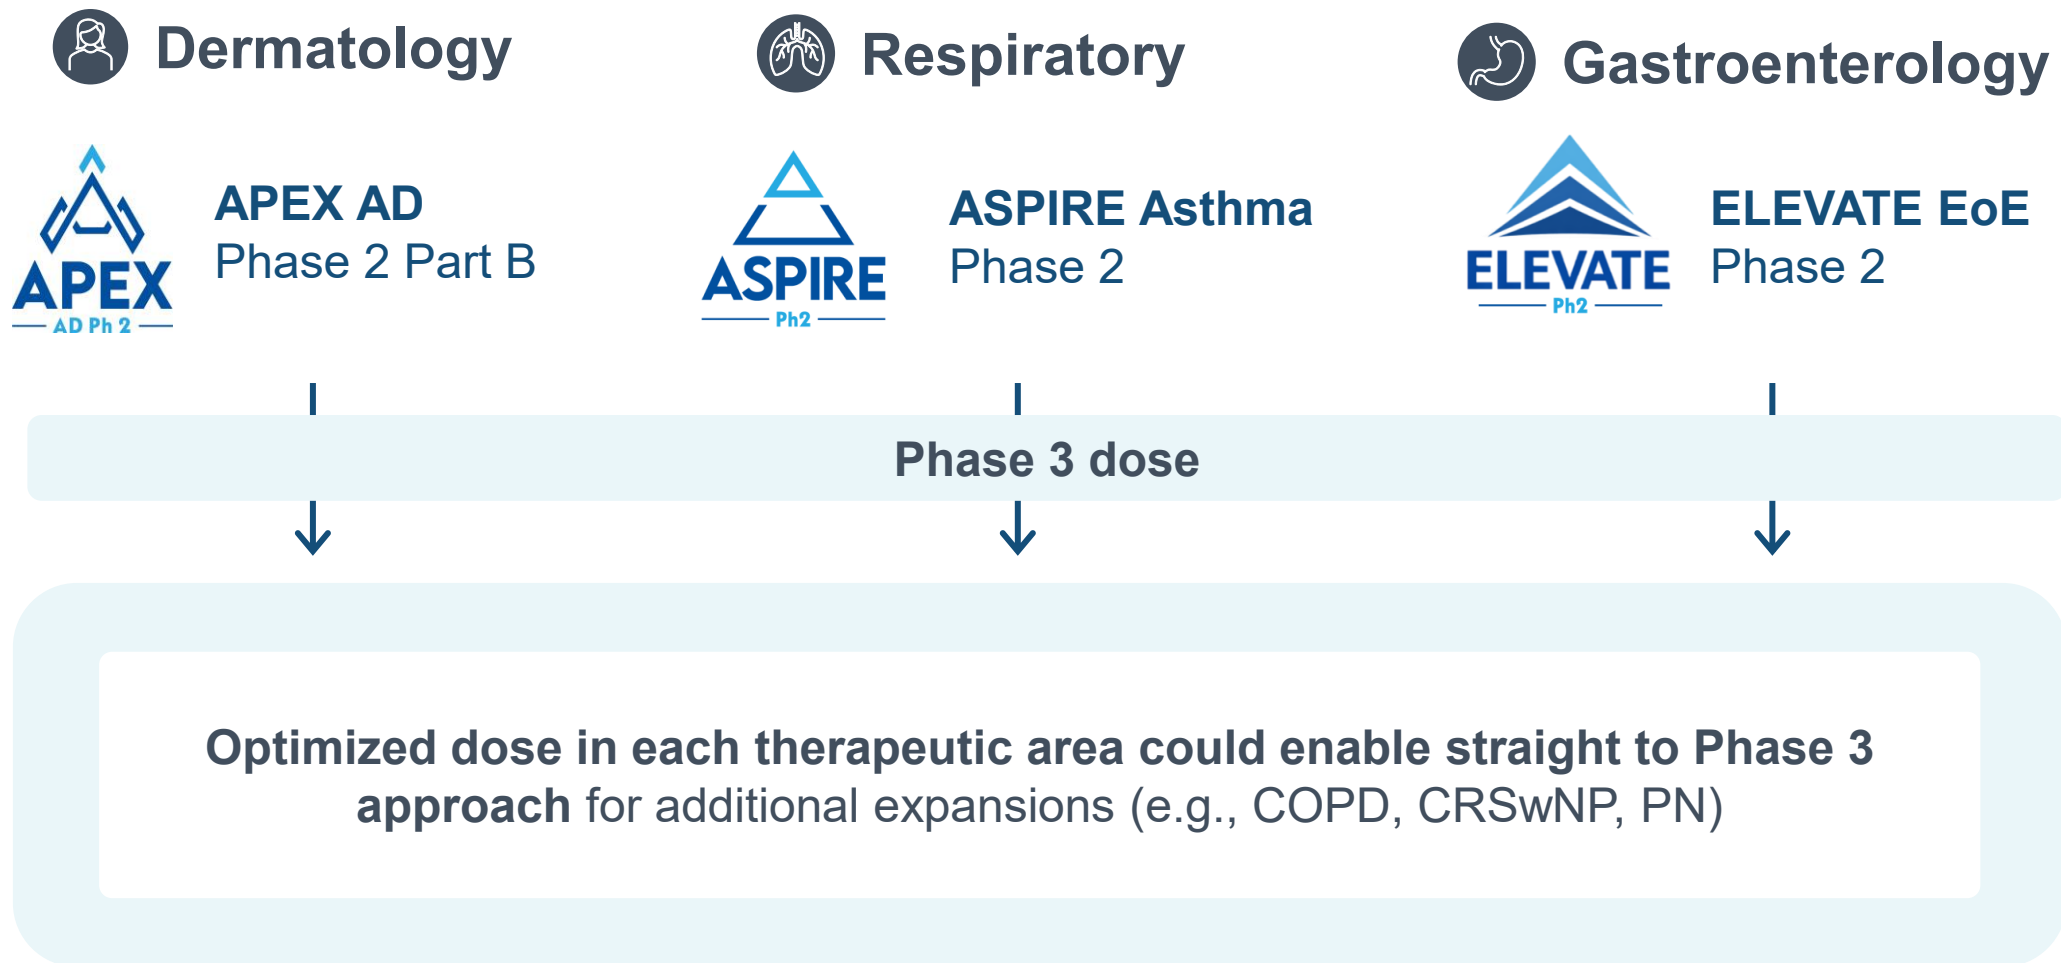 Dermatology
Respiratory
Gastroenterology
APEX
AD Ph 2
APEX AD
Phase 2 Part B
ASPIRE
Ph2
ASPIRE Asthma
Phase 2
ELEVATE
Ph2
ELEVATE EoE
Phase 2
Phase 3 dose
Optimized dose in each therapeutic area could enable straight to Phase 3
approach for additional expansions (e.g., COPD, CRSwNP, PN)